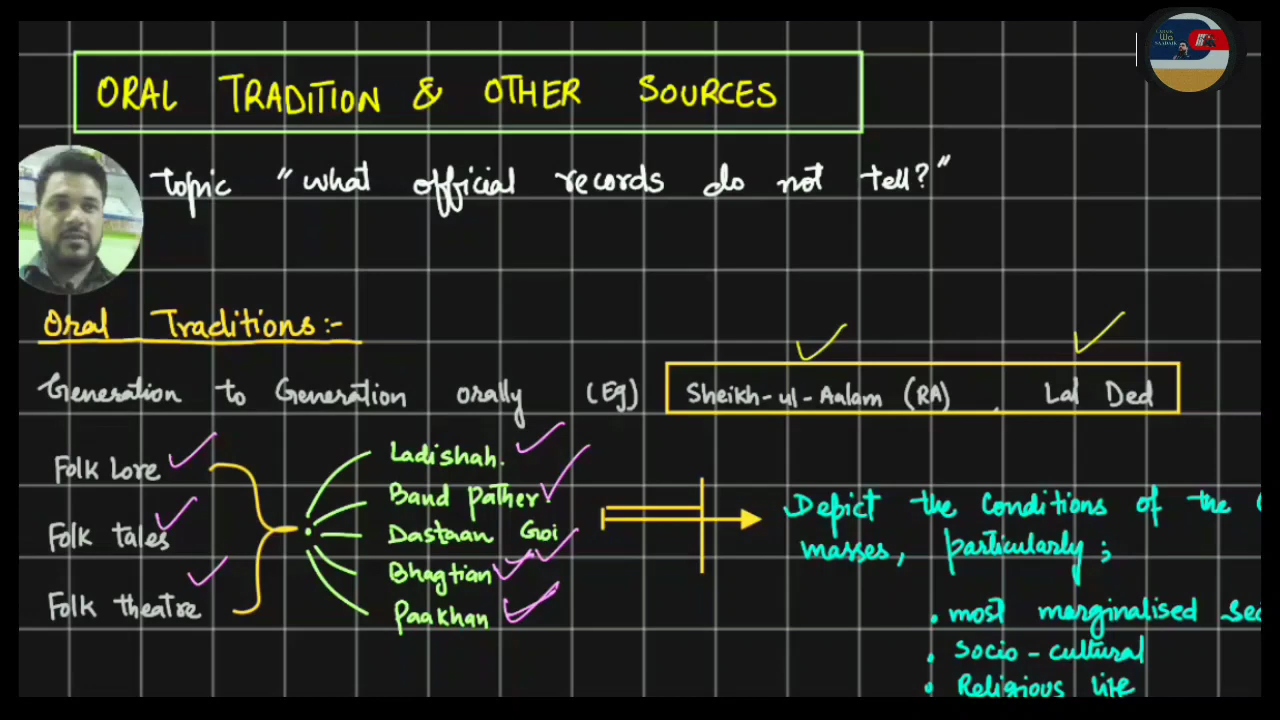 ORAL TRADITION & OTHER SOURCES
topic "what official records do not tell?"
Oral Traditions:-
Generation to Generation orally (Eg) Sheikh-ul-Aalam (RA) . Lal Ded
Folk Lore
Folk tales
Folk theatre
Ladishah.
Band pather.
Dastaan Goi
Bhagtian
Paakhan
Depict the conditions of the
masses, particularly ;
. most marginalised
. Socio - cultural
. Religious life